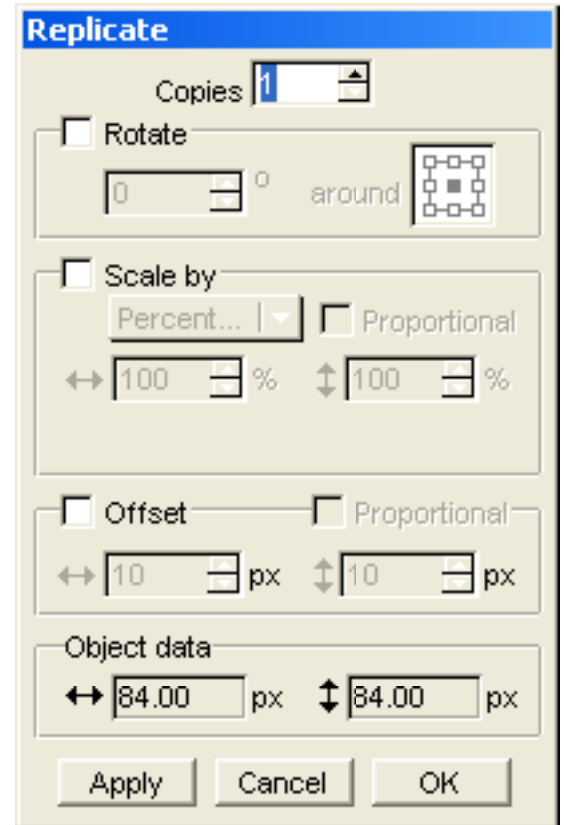 Replicate
Copies 1
Rotate
0 ° around
Scale by
Percent... Proportional
100 % 100 %
Offset Proportional
10 px 10 px
Object data
84.00 px 84.00 px
Apply Cancel OK